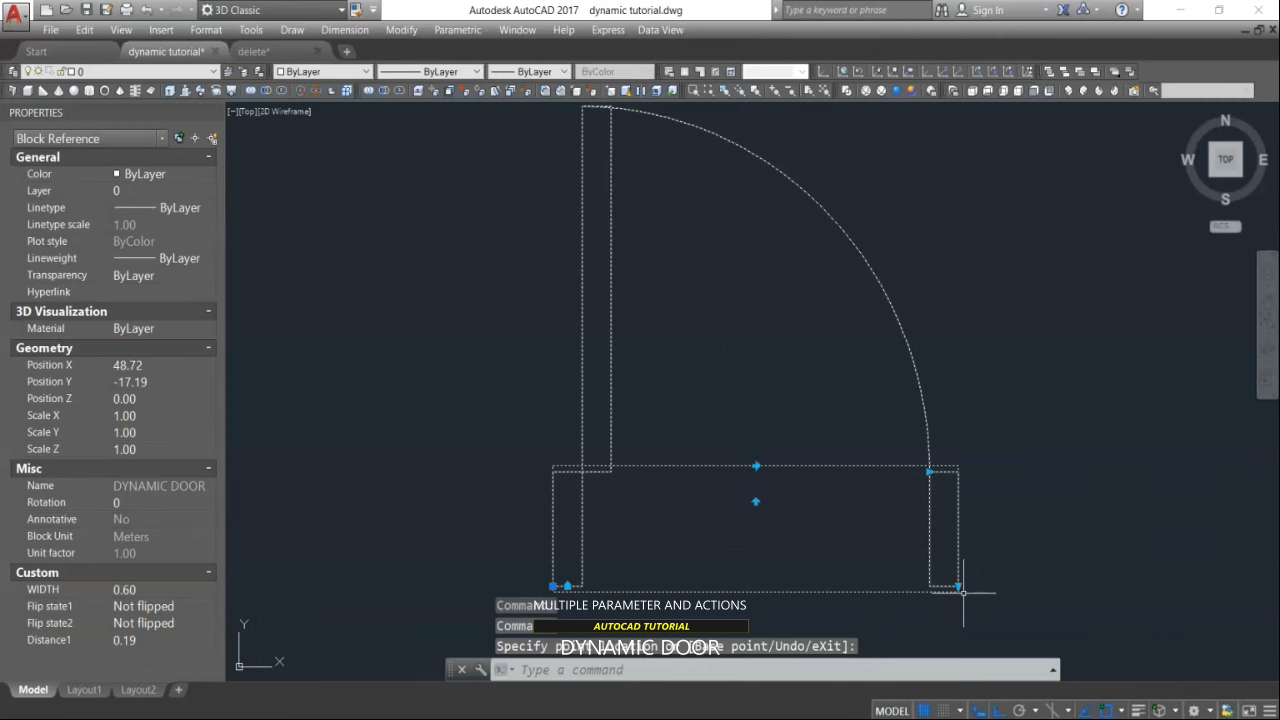 3D Classic
Autodesk AutoCAD 2017 dynamic tutorial.dwg
Type a keyword or phrase
Sign In
File Edit View Insert Format Tools Draw Dimension Modify Parametric Window Help Express Data View
Start
dynamic tutorial*
delete*
0
ByLayer
ByLayer
ByLayer
ByColor
PROPERTIES
[−][Top][2D Wireframe]
Block Reference
General
Color ByLayer
Layer 0
Linetype ByLayer
Linetype scale 1.00
Plot style ByColor
Lineweight ByLayer
Transparency ByLayer
Hyperlink
3D Visualization
Material ByLayer
Geometry
Position X 48.72
Position Y -17.19
Position Z 0.00
Scale X 1.00
Scale Y 1.00
Scale Z 1.00
Misc
Name DYNAMIC DOOR
Rotation 0
Annotative No
Block Unit Meters
Unit factor 1.00
Custom
WIDTH 0.60
Flip state1 Not flipped
Flip state2 Not flipped
Distance1 0.19
N
W TOP E
S
WCS
Y
X
MULTIPLE PARAMETER AND ACTIONS
AUTOCAD TUTORIAL
DYNAMIC DOOR
Type a command
Model Layout1 Layout2
MODEL